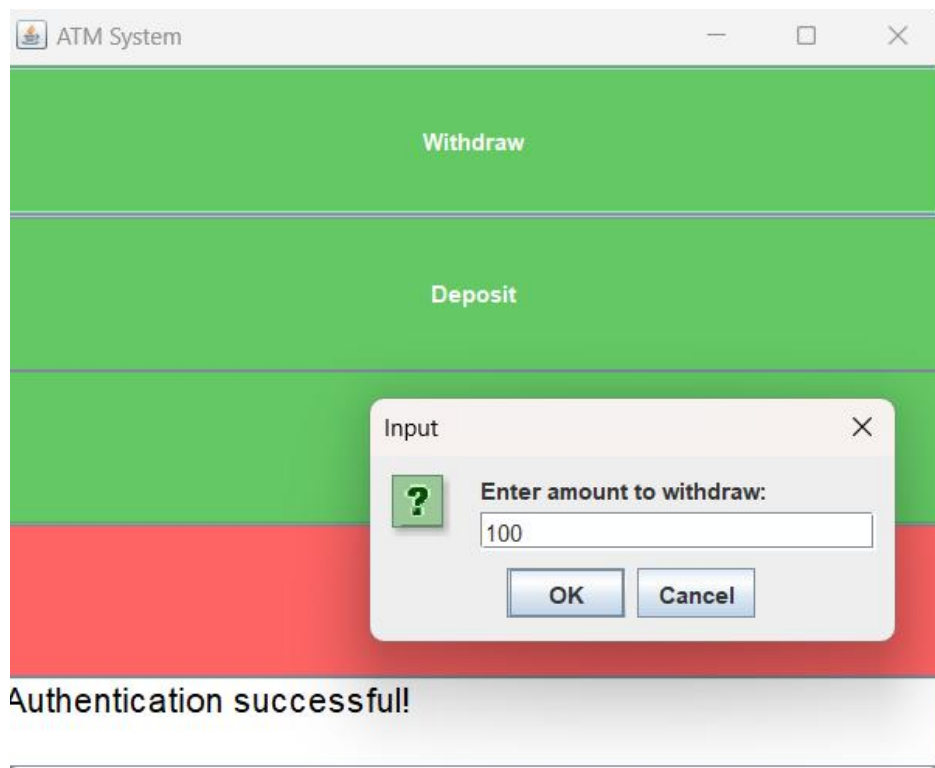 ATM System
Withdraw
Deposit
Input
?
Enter amount to withdraw:
100
OK
Cancel
Authentication successful!